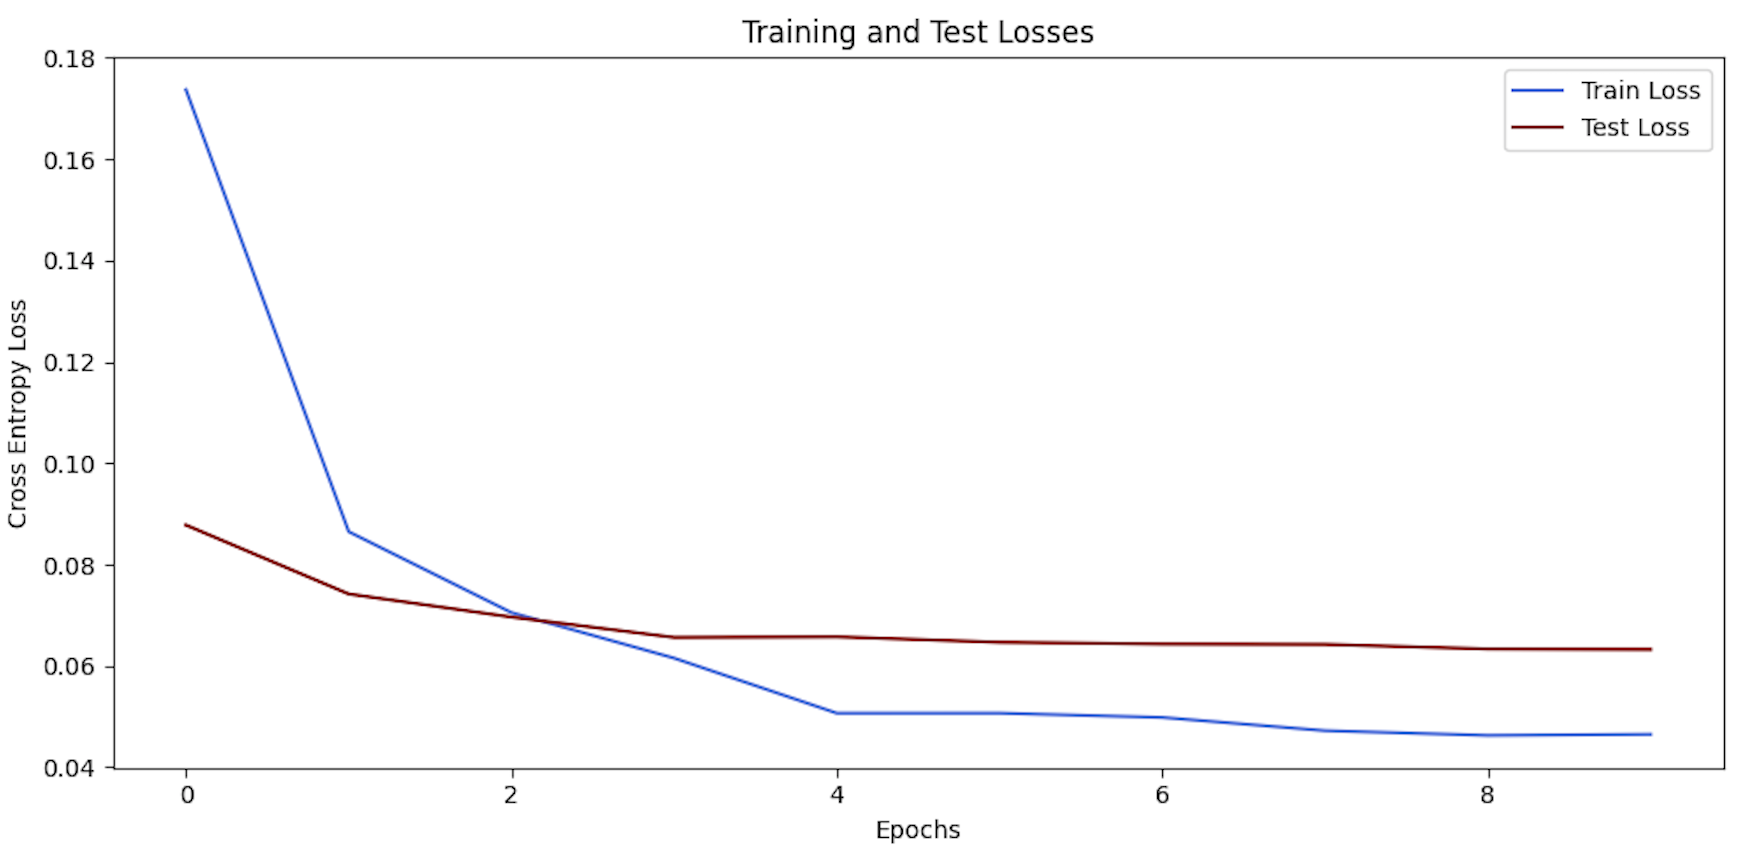 Training and Test Losses
Train Loss
Test Loss
0.18
0.16
0.14
0.12
0.10
0.08
0.06
0.04
Cross Entropy Loss
0 2 4 6 8
Epochs